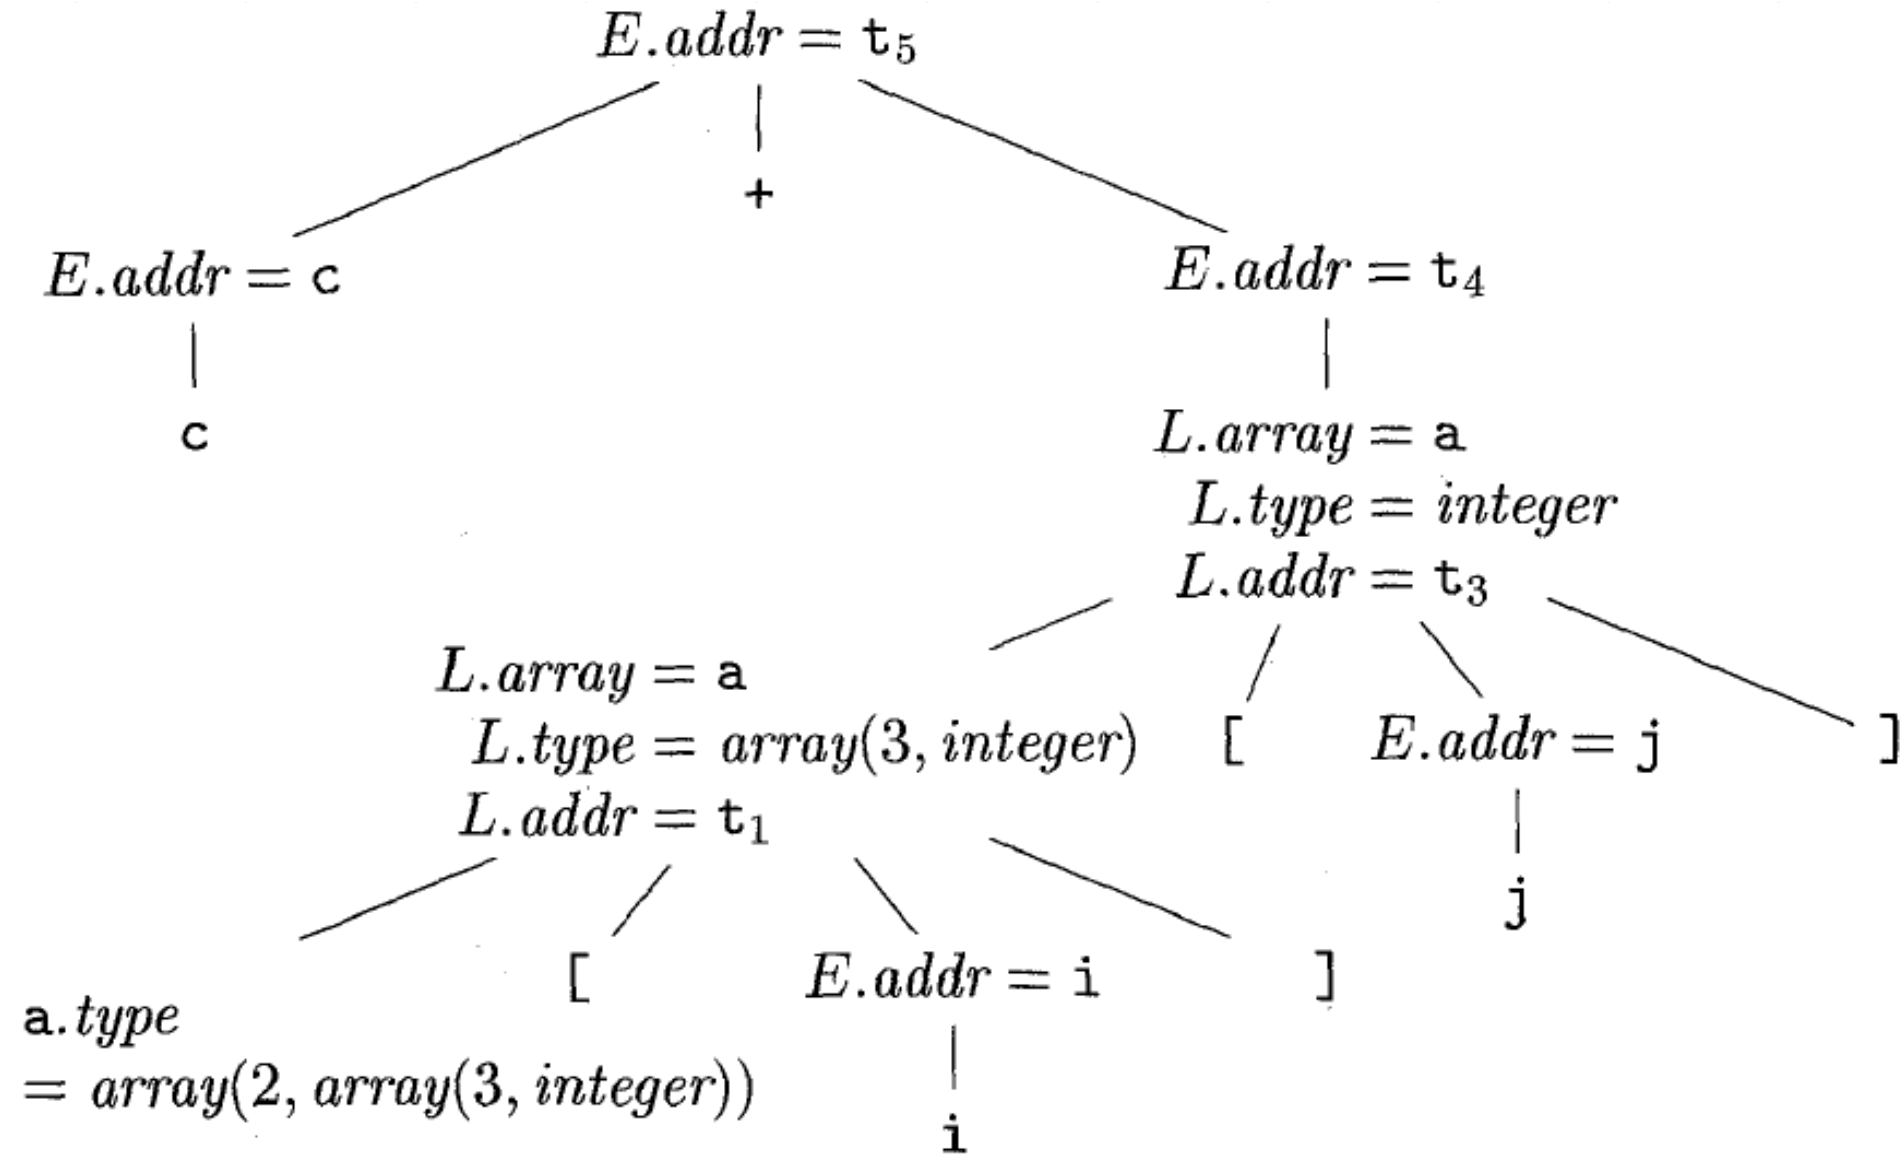 E.addr = t₅
+
E.addr = c
E.addr = t₄
c
L.array = a
L.type = integer
L.addr = t₃
L.array = a
L.type = array(3, integer)
L.addr = t₁
[
E.addr = j
]
j
a.type
= array(2, array(3, integer))
[
E.addr = i
]
i